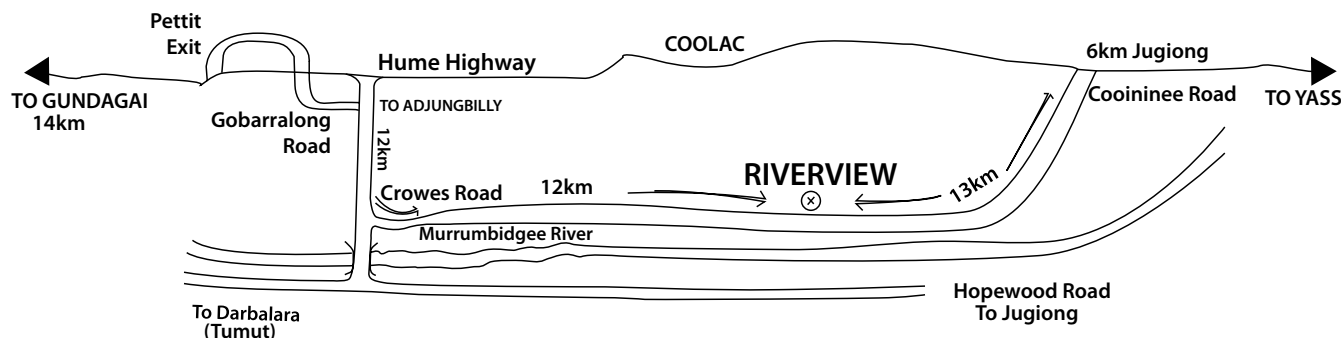 Pettit
Exit
COOLAC
Hume Highway
6km Jugiong
TO GUNDAGAI
14km
TO ADJUNGBILLY
Cooininee Road
TO YASS
Gobarralong
Road
12km
Crowes Road
12km
RIVERVIEW
13km
Murrumbidgee River
To Darbalara
(Tumut)
Hopewood Road
To Jugiong